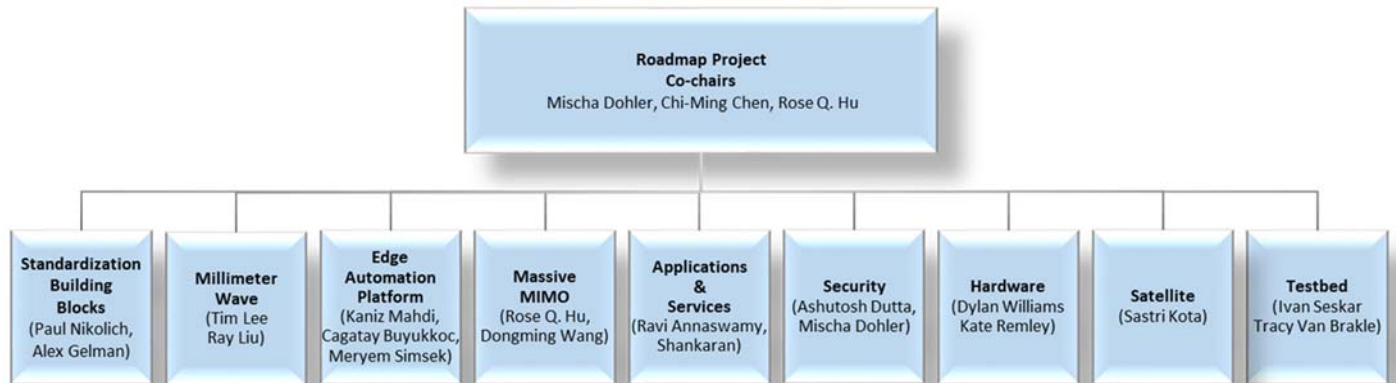 Roadmap Project
Co-chairs
Mischa Dohler, Chi-Ming Chen, Rose Q. Hu
Standardization
Building
Blocks
(Paul Nikolich,
Alex Gelman)
Millimeter
Wave
(Tim Lee
Ray Liu)
Edge
Automation
Platform
(Kaniz Mahdi,
Cagatay Buyukkoc,
Meryem Simsek)
Massive
MIMO
(Rose Q. Hu,
Dongming Wang)
Applications
&
Services
(Ravi Annaswamy,
Shankaran)
Security
(Ashutosh Dutta,
Mischa Dohler)
Hardware
(Dylan Williams
Kate Remley)
Satellite
(Sastri Kota)
Testbed
(Ivan Seskar
Tracy Van Brakle)